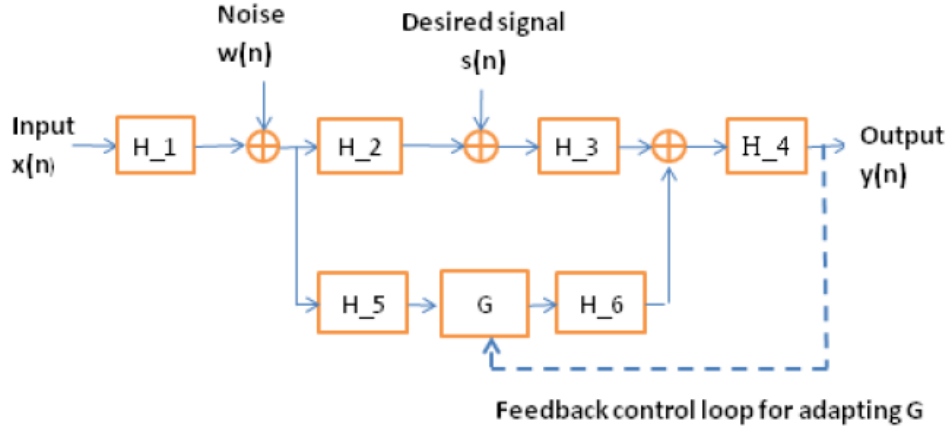 Noise
w(n)
Desired signal
s(n)
Input
x(n)
H_1
H_2
H_3
H_4
Output
y(n)
H_5
G
H_6
Feedback control loop for adapting G